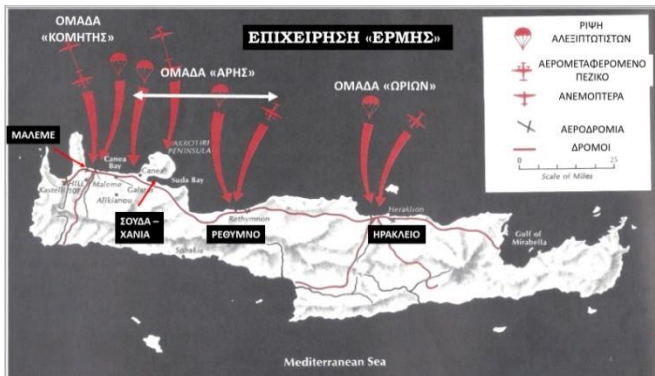 ΟΜΑΔΑ
«ΚΟΜΗΤΗΣ»
ΕΠΙΧΕΙΡΗΣΗ «ΕΡΜΗΣ»
ΟΜΑΔΑ «ΑΡΗΣ»
ΟΜΑΔΑ «ΩΡΙΩΝ»
ΡΙΨΗ
ΑΛΕΞΙΠΤΩΤΙΣΤΩΝ
ΑΕΡΟΜΕΤΑΦΕΡΟΜΕΝΟ
ΠΕΖΙΚΟ
ΑΝΕΜΟΠΤΕΡΑ
ΑΕΡΟΔΡΟΜΙΑ
ΔΡΟΜΟΙ
0 25
Scale of Miles
ΜΑΛΕΜΕ
Canea
Bay
AKROTIRI
PENINSULA
Canea
Suda Bay
HILL
Maleme
Galatas
Alikianou
ΣΟΥΔΑ –
ΧΑΝΙΑ
Rethymnon
ΡΕΘΥΜΝΟ
Sphakia
Heraklion
ΗΡΑΚΛΕΙΟ
Gulf of
Mirabella
Mediterranean Sea